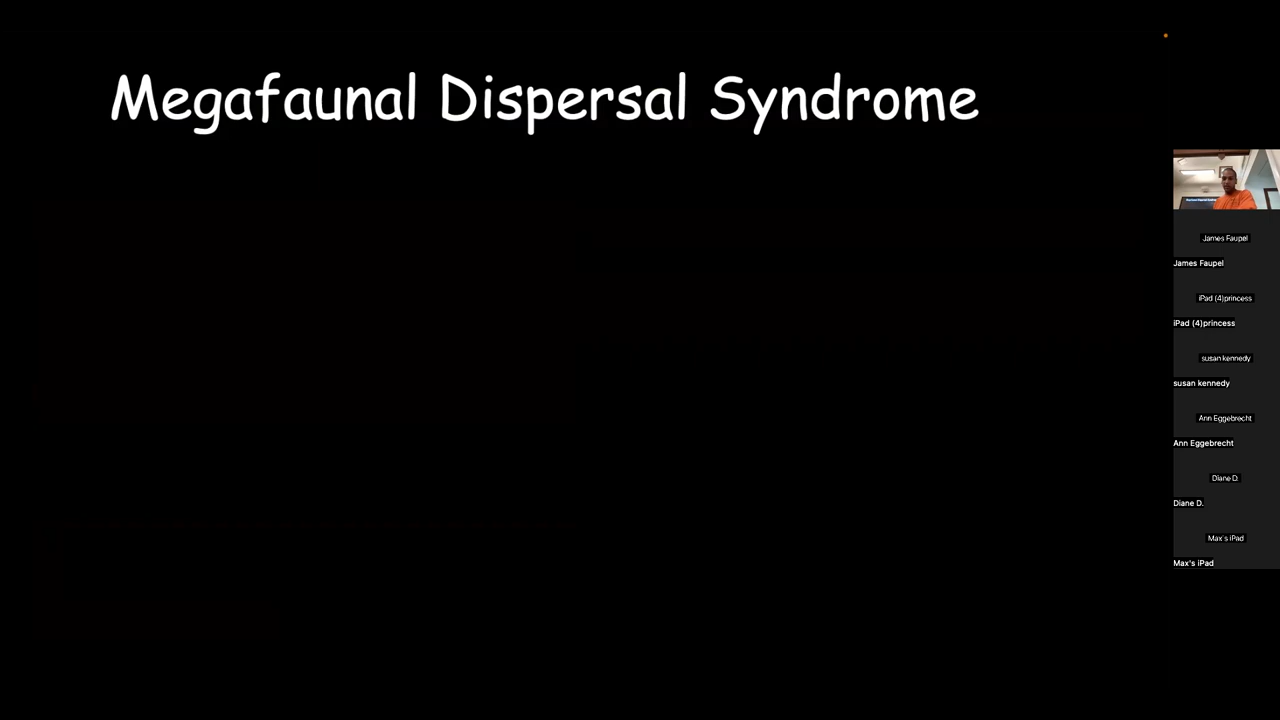 Megafaunal Dispersal Syndrome
James Faupel
James Faupel
iPad (4)princess
iPad (4)princess
susan kennedy
susan kennedy
Ann Eggebrecht
Ann Eggebrecht
Diane D.
Diane D.
Max's iPad
Max's iPad